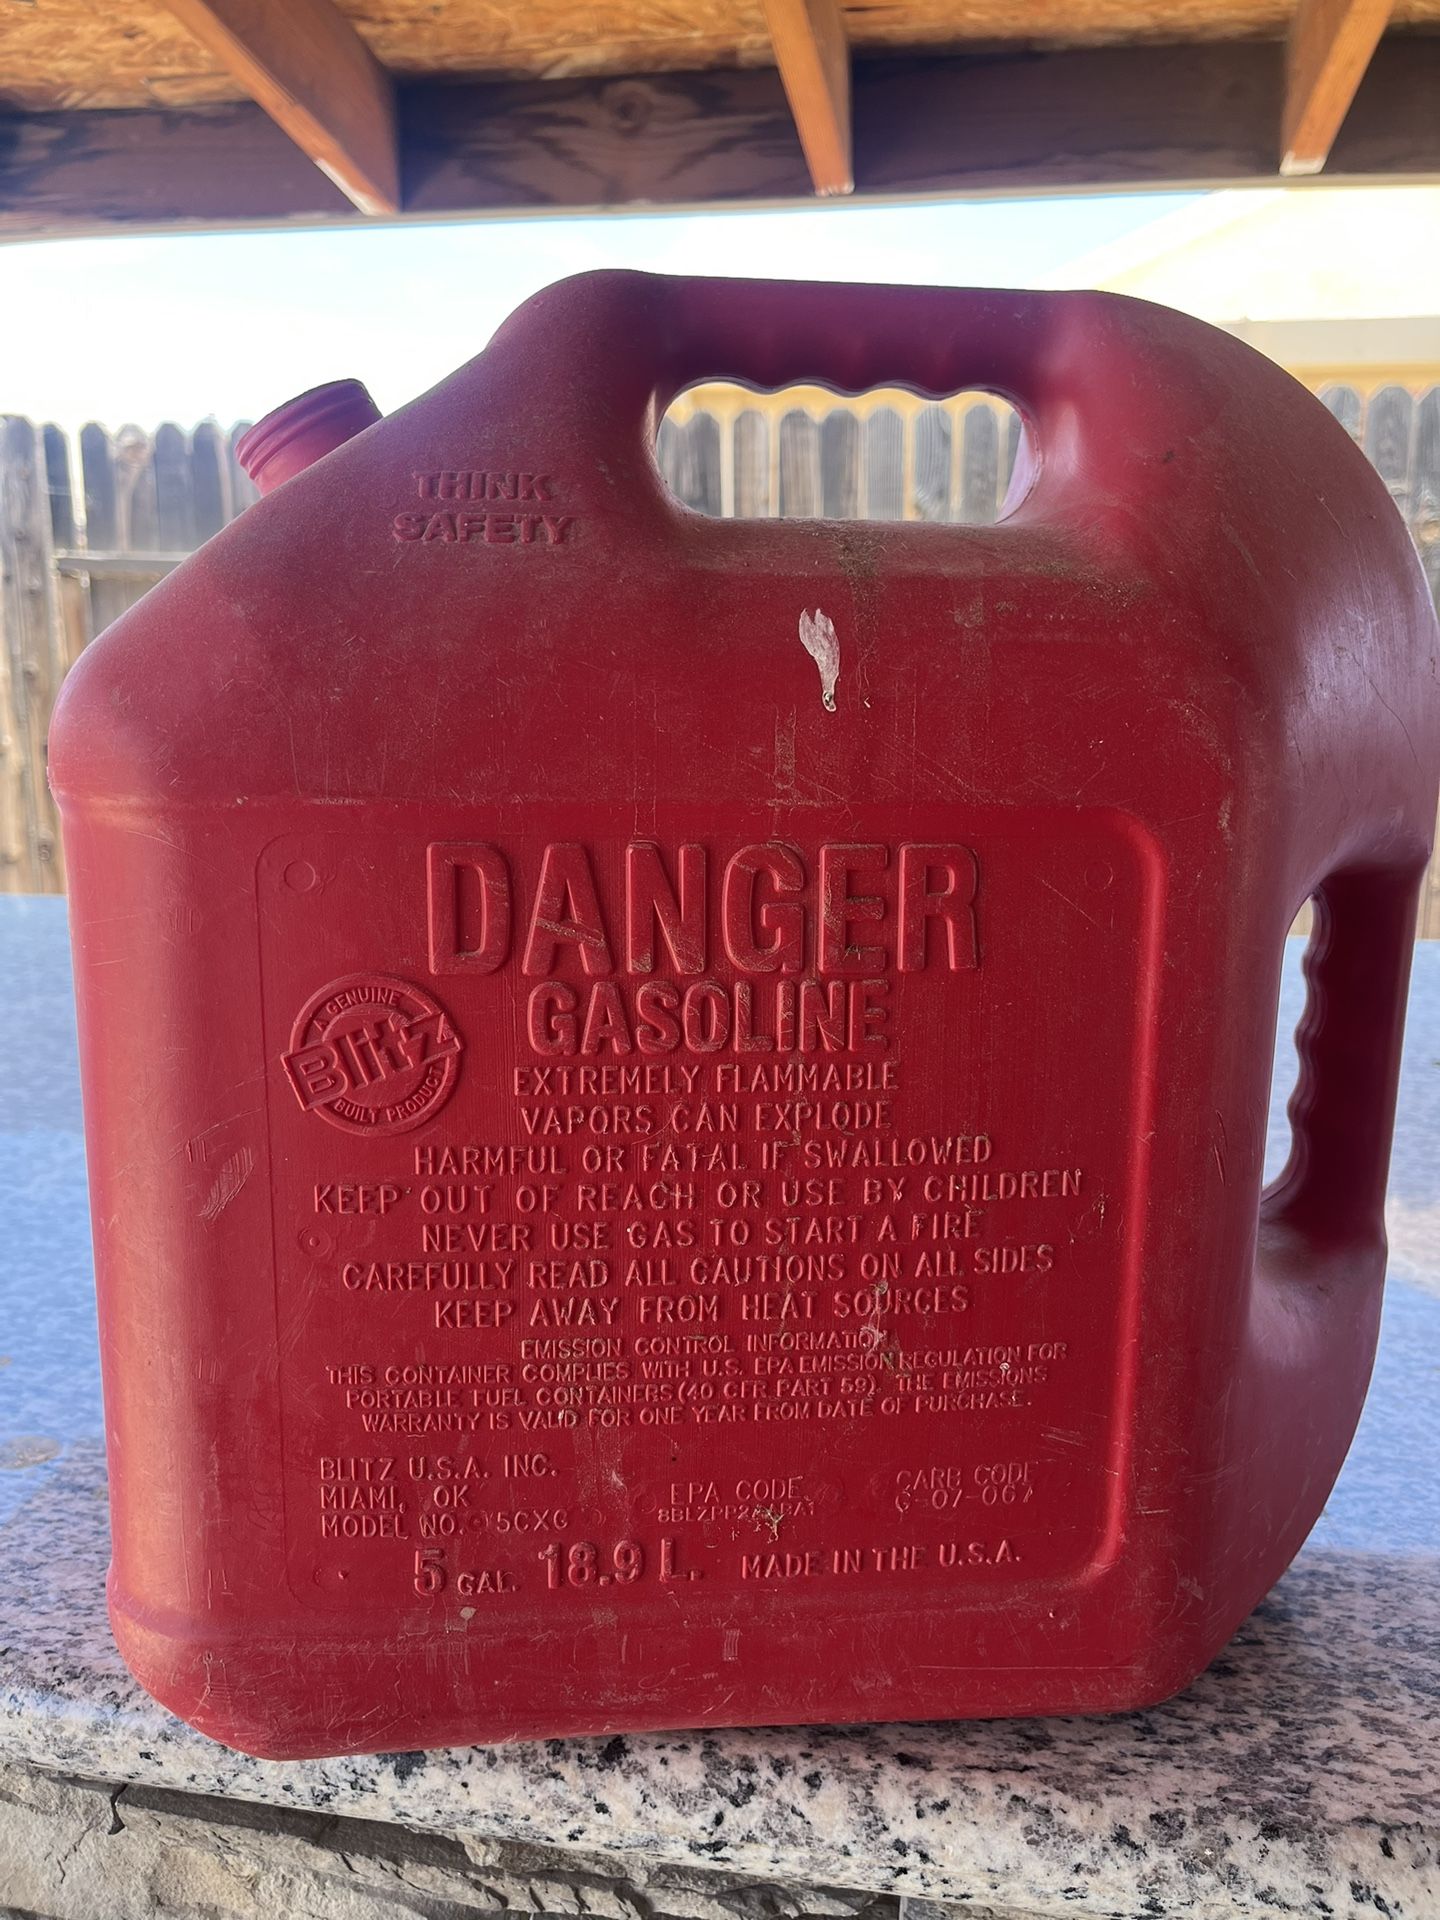 THINK
SAFETY
DANGER
GASOLINE
A GENUINE
Blitz
BUILT PRODUCT
EXTREMELY FLAMMABLE
VAPORS CAN EXPLODE
HARMFUL OR FATAL IF SWALLOWED
KEEP OUT OF REACH OR USE BY CHILDREN
NEVER USE GAS TO START A FIRE
CAREFULLY READ ALL CAUTIONS ON ALL SIDES
KEEP AWAY FROM HEAT SOURCES
EMISSION CONTROL INFORMATION
THIS CONTAINER COMPLIES WITH U.S. EPA EMISSION REGULATION FOR
PORTABLE FUEL CONTAINERS (40 CFR PART 59). THE EMISSIONS
WARRANTY IS VALID FOR ONE YEAR FROM DATE OF PURCHASE.
BLITZ U.S.A. INC.
MIAMI, OK
MODEL NO. 5CXG
EPA CODE
CARB CODE
5 GAL. 18.9 L. MADE IN THE U.S.A.